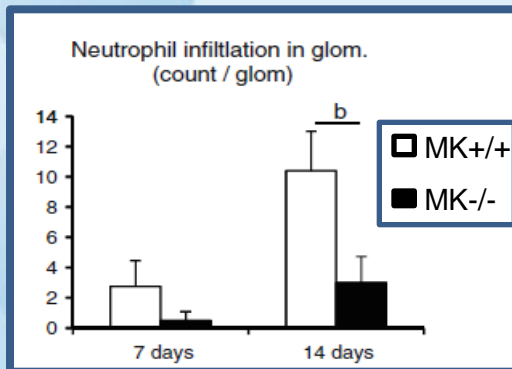 Neutrophil infiltlation in glom.
(count / glom)
14
12
10
8
6
4
2
0
b
MK+/+
MK-/-
7 days
14 days